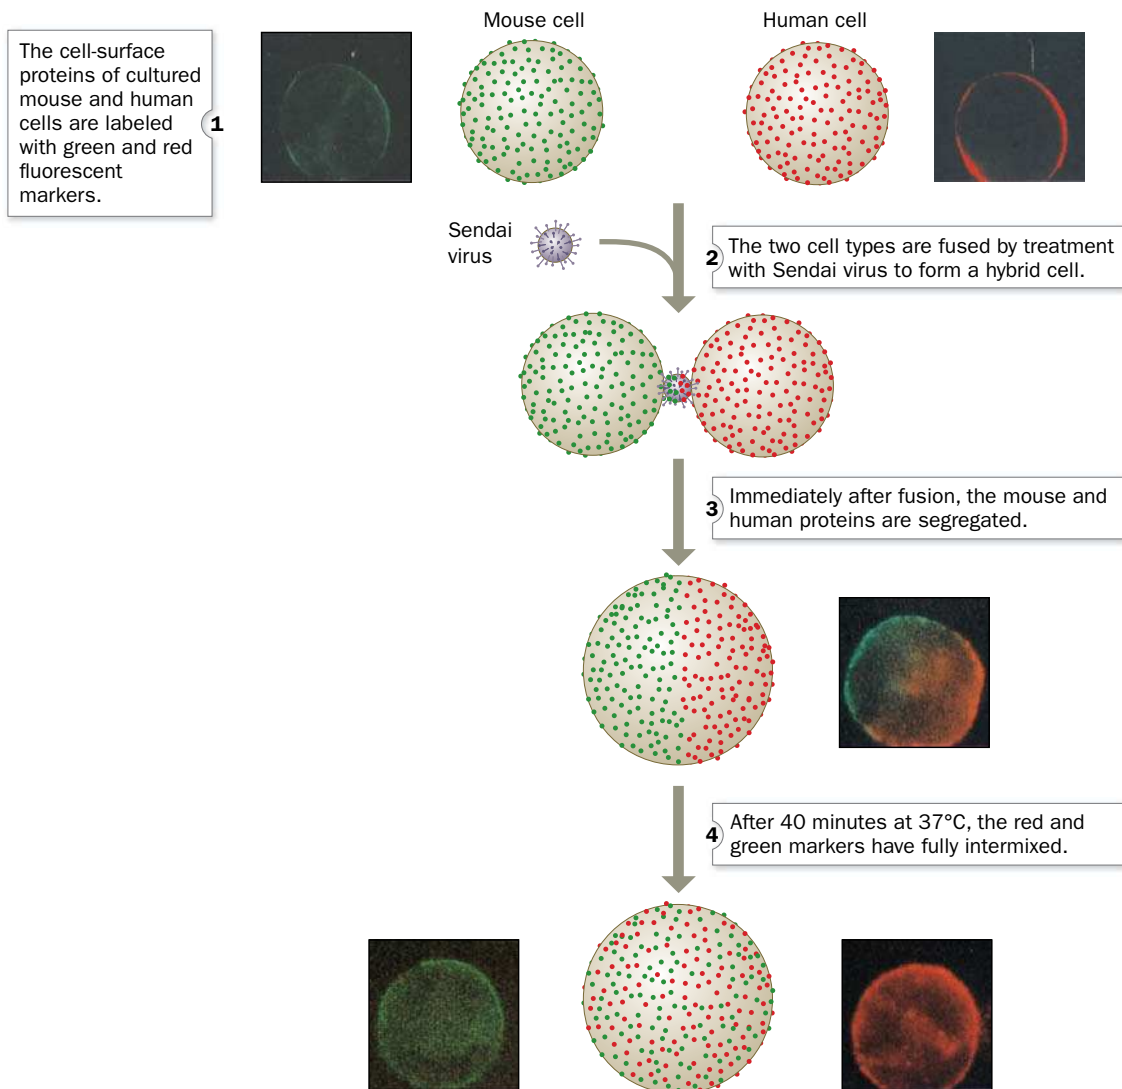 Mouse cell
Human cell
The cell-surface
proteins of cultured
mouse and human
cells are labeled
with green and red
fluorescent
markers.
1
Sendai
virus
2
The two cell types are fused by treatment
with Sendai virus to form a hybrid cell.
3
Immediately after fusion, the mouse and
human proteins are segregated.
4
After 40 minutes at 37°C, the red and
green markers have fully intermixed.